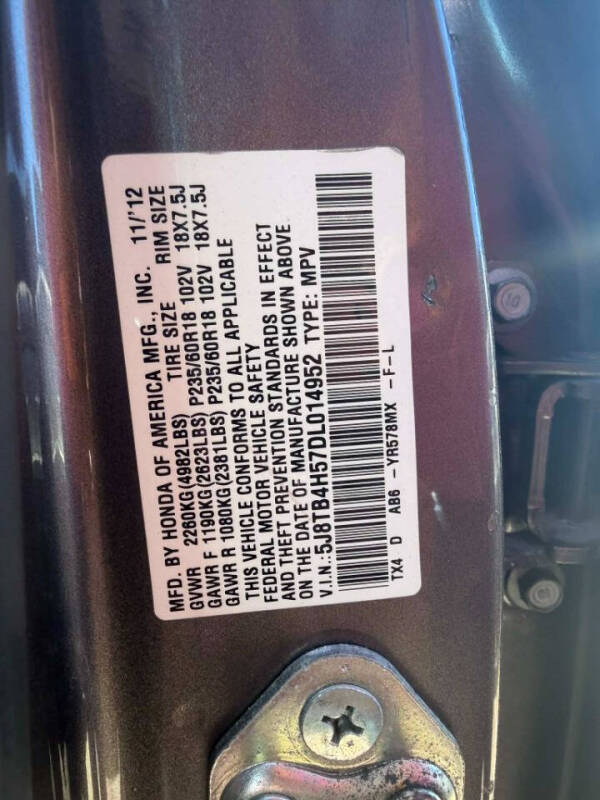 MFD. BY HONDA OF AMERICA MFG., INC. 11/'12
GVWR 2260KG(4982LBS) TIRE SIZE RIM SIZE
GAWR F 1190KG(2623LBS) P235/60R18 102V 18X7.5J
GAWR R 1080KG(2381LBS) P235/60R18 102V 18X7.5J
THIS VEHICLE CONFORMS TO ALL APPLICABLE
FEDERAL MOTOR VEHICLE SAFETY
AND THEFT PREVENTION STANDARDS IN EFFECT
ON THE DATE OF MANUFACTURE SHOWN ABOVE.
V.I.N.: 5J8TB4H57DL014952 TYPE: MPV
TX4 D AB6 -YR578MX -F-L